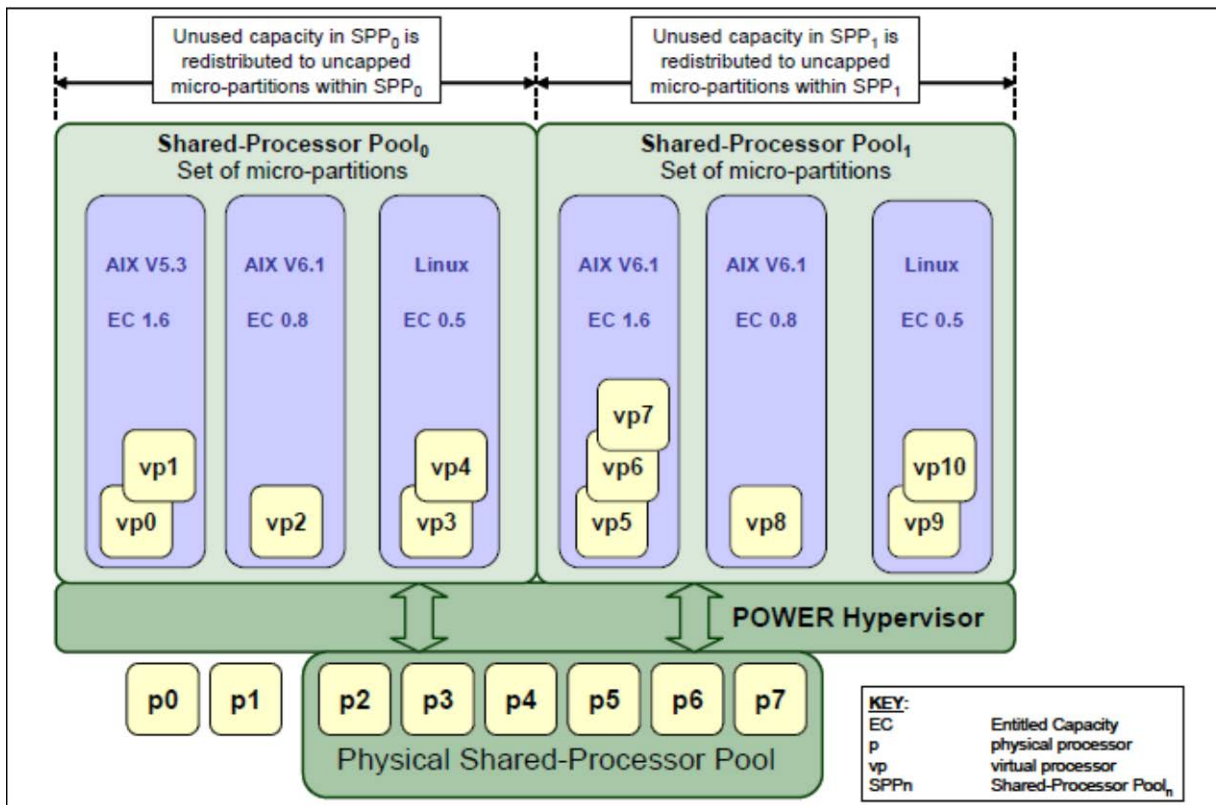 Unused capacity in SPP0 is
redistributed to uncapped
micro-partitions within SPP0
Unused capacity in SPP1 is
redistributed to uncapped
micro-partitions within SPP1
Shared-Processor Pool0
Set of micro-partitions
Shared-Processor Pool1
Set of micro-partitions
AIX V5.3
EC 1.6
vp1
vp0
AIX V6.1
EC 0.8
vp2
Linux
EC 0.5
vp4
vp3
AIX V6.1
EC 1.6
vp7
vp6
vp5
AIX V6.1
EC 0.8
vp8
Linux
EC 0.5
vp10
vp9
POWER Hypervisor
p0
p1
p2
p3
p4
p5
p6
p7
Physical Shared-Processor Pool
KEY:
EC Entitled Capacity
p physical processor
vp virtual processor
SPPn Shared-Processor Pooln